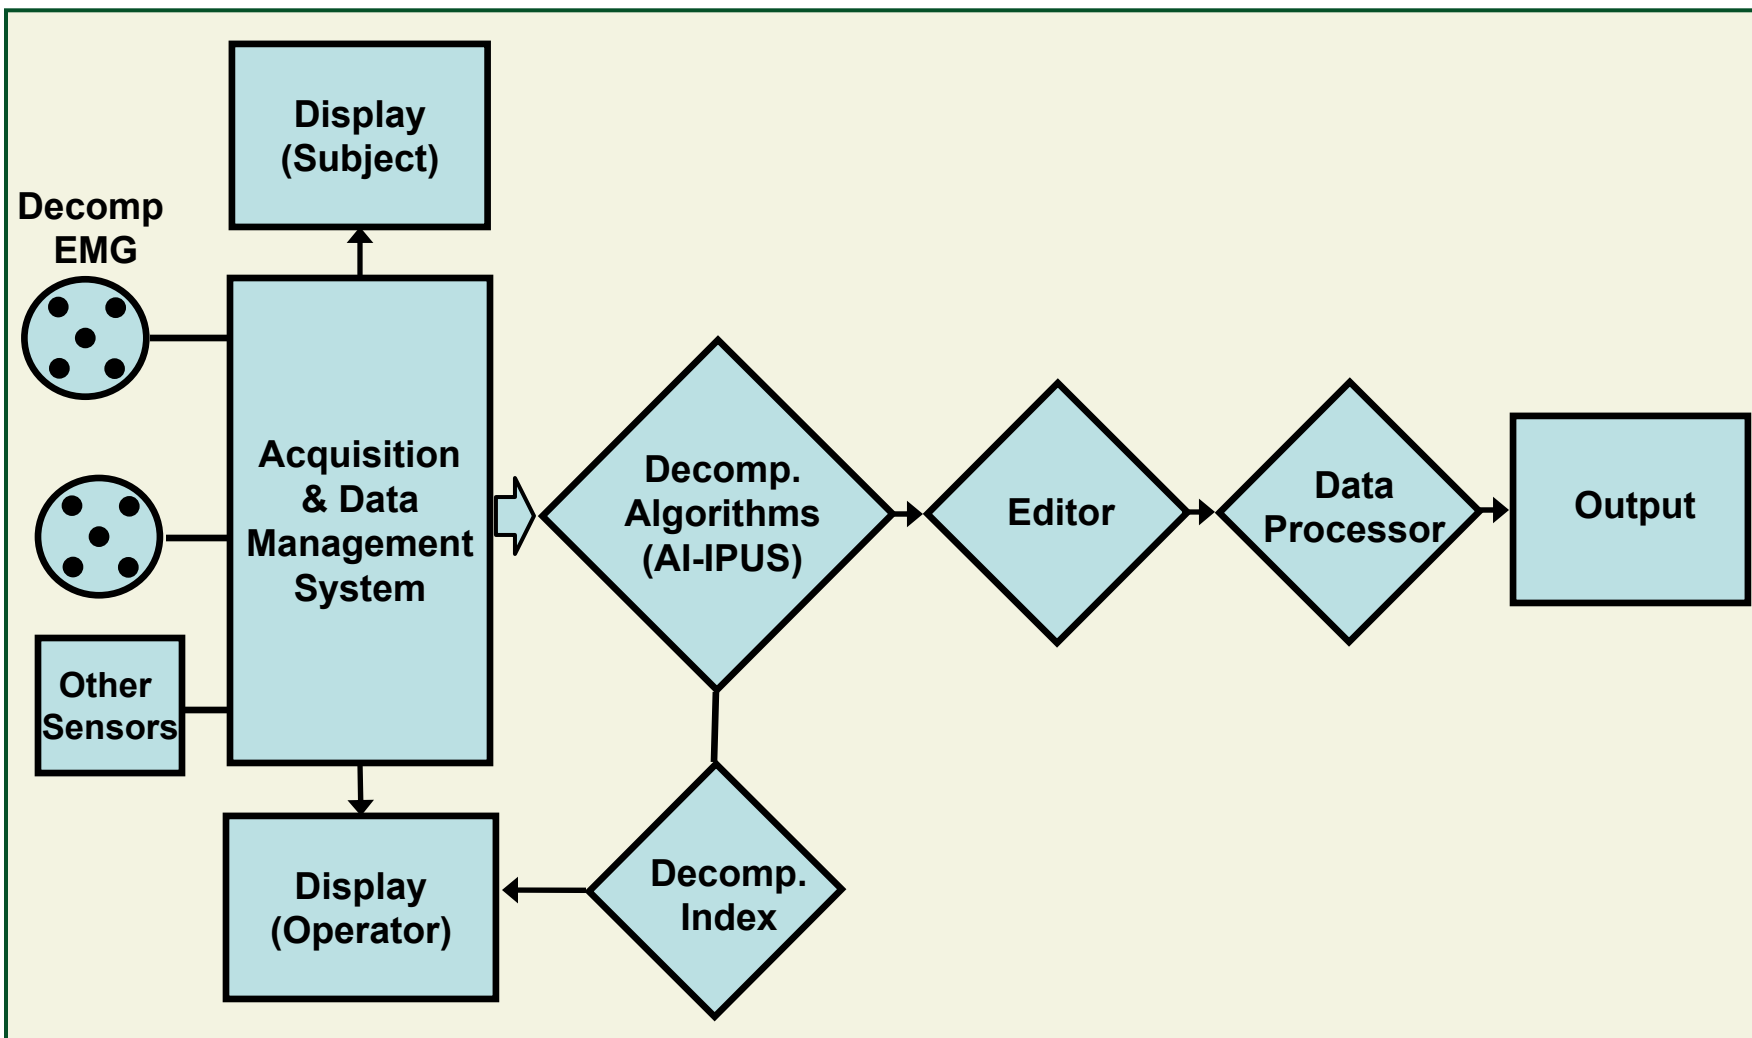 Display
(Subject)
Decomp
EMG
Acquisition
& Data
Management
System
Other
Sensors
Display
(Operator)
Decomp.
Algorithms
(AI-IPUS)
Decomp.
Index
Editor
Data
Processor
Output